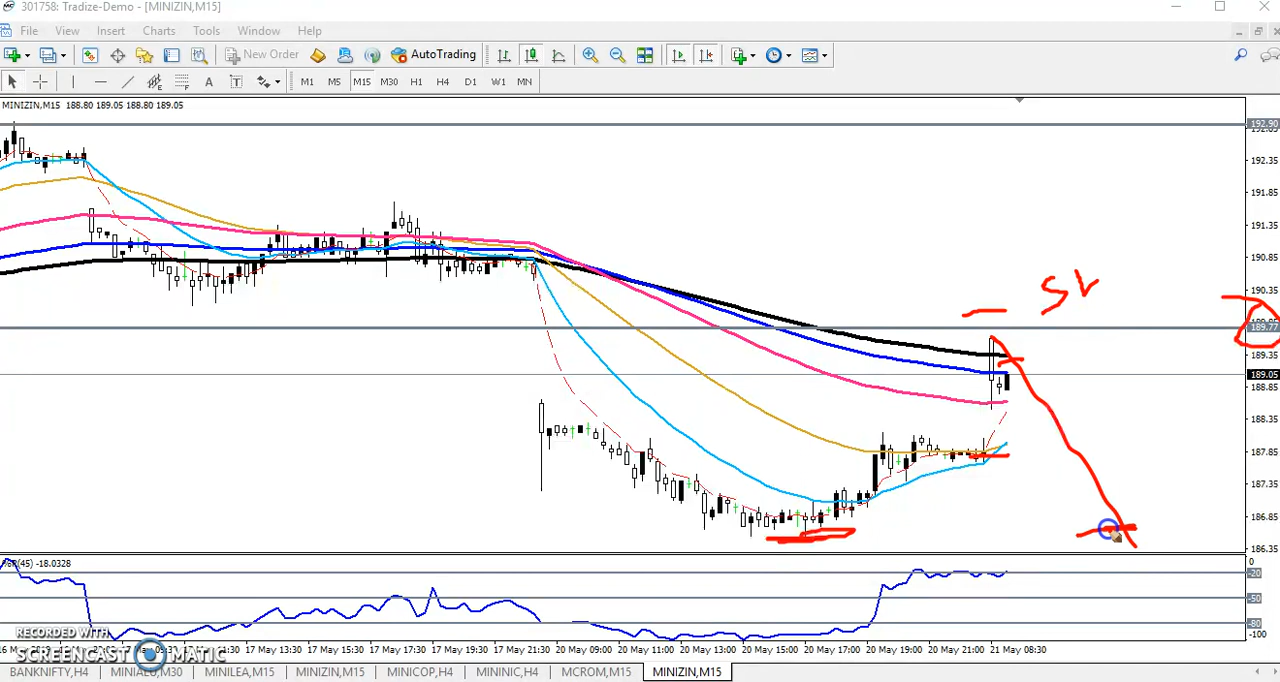 301758: Tradize-Demo - [MINIZIN,M15]
File View Insert Charts Tools Window Help
New Order AutoTrading
A T M1 M5 M15 M30 H1 H4 D1 W1 MN
MINIZIN,M15 188.80 189.05 188.80 189.05
192.90
192.35
191.85
191.35
190.85
190.35
189.77
189.35
189.05
188.85
188.35
187.85
187.35
186.85
186.35
%R(45) -18.0328
0
-20
-50
-80
-100
RECORDED WITH
SCREENCAST MATIC
17 May 13:30 17 May 15:30 17 May 17:30 17 May 19:30 17 May 21:30 20 May 09:00 20 May 11:00 20 May 13:00 20 May 15:00 20 May 17:00 20 May 19:00 20 May 21:00 21 May 08:30
BANKNIFTY,H4 MINIALU,M30 MINILEA,M15 MINIZIN,M15 MINICOP,H4 MININIC,H4 MCROM,M15 MINIZIN,M15